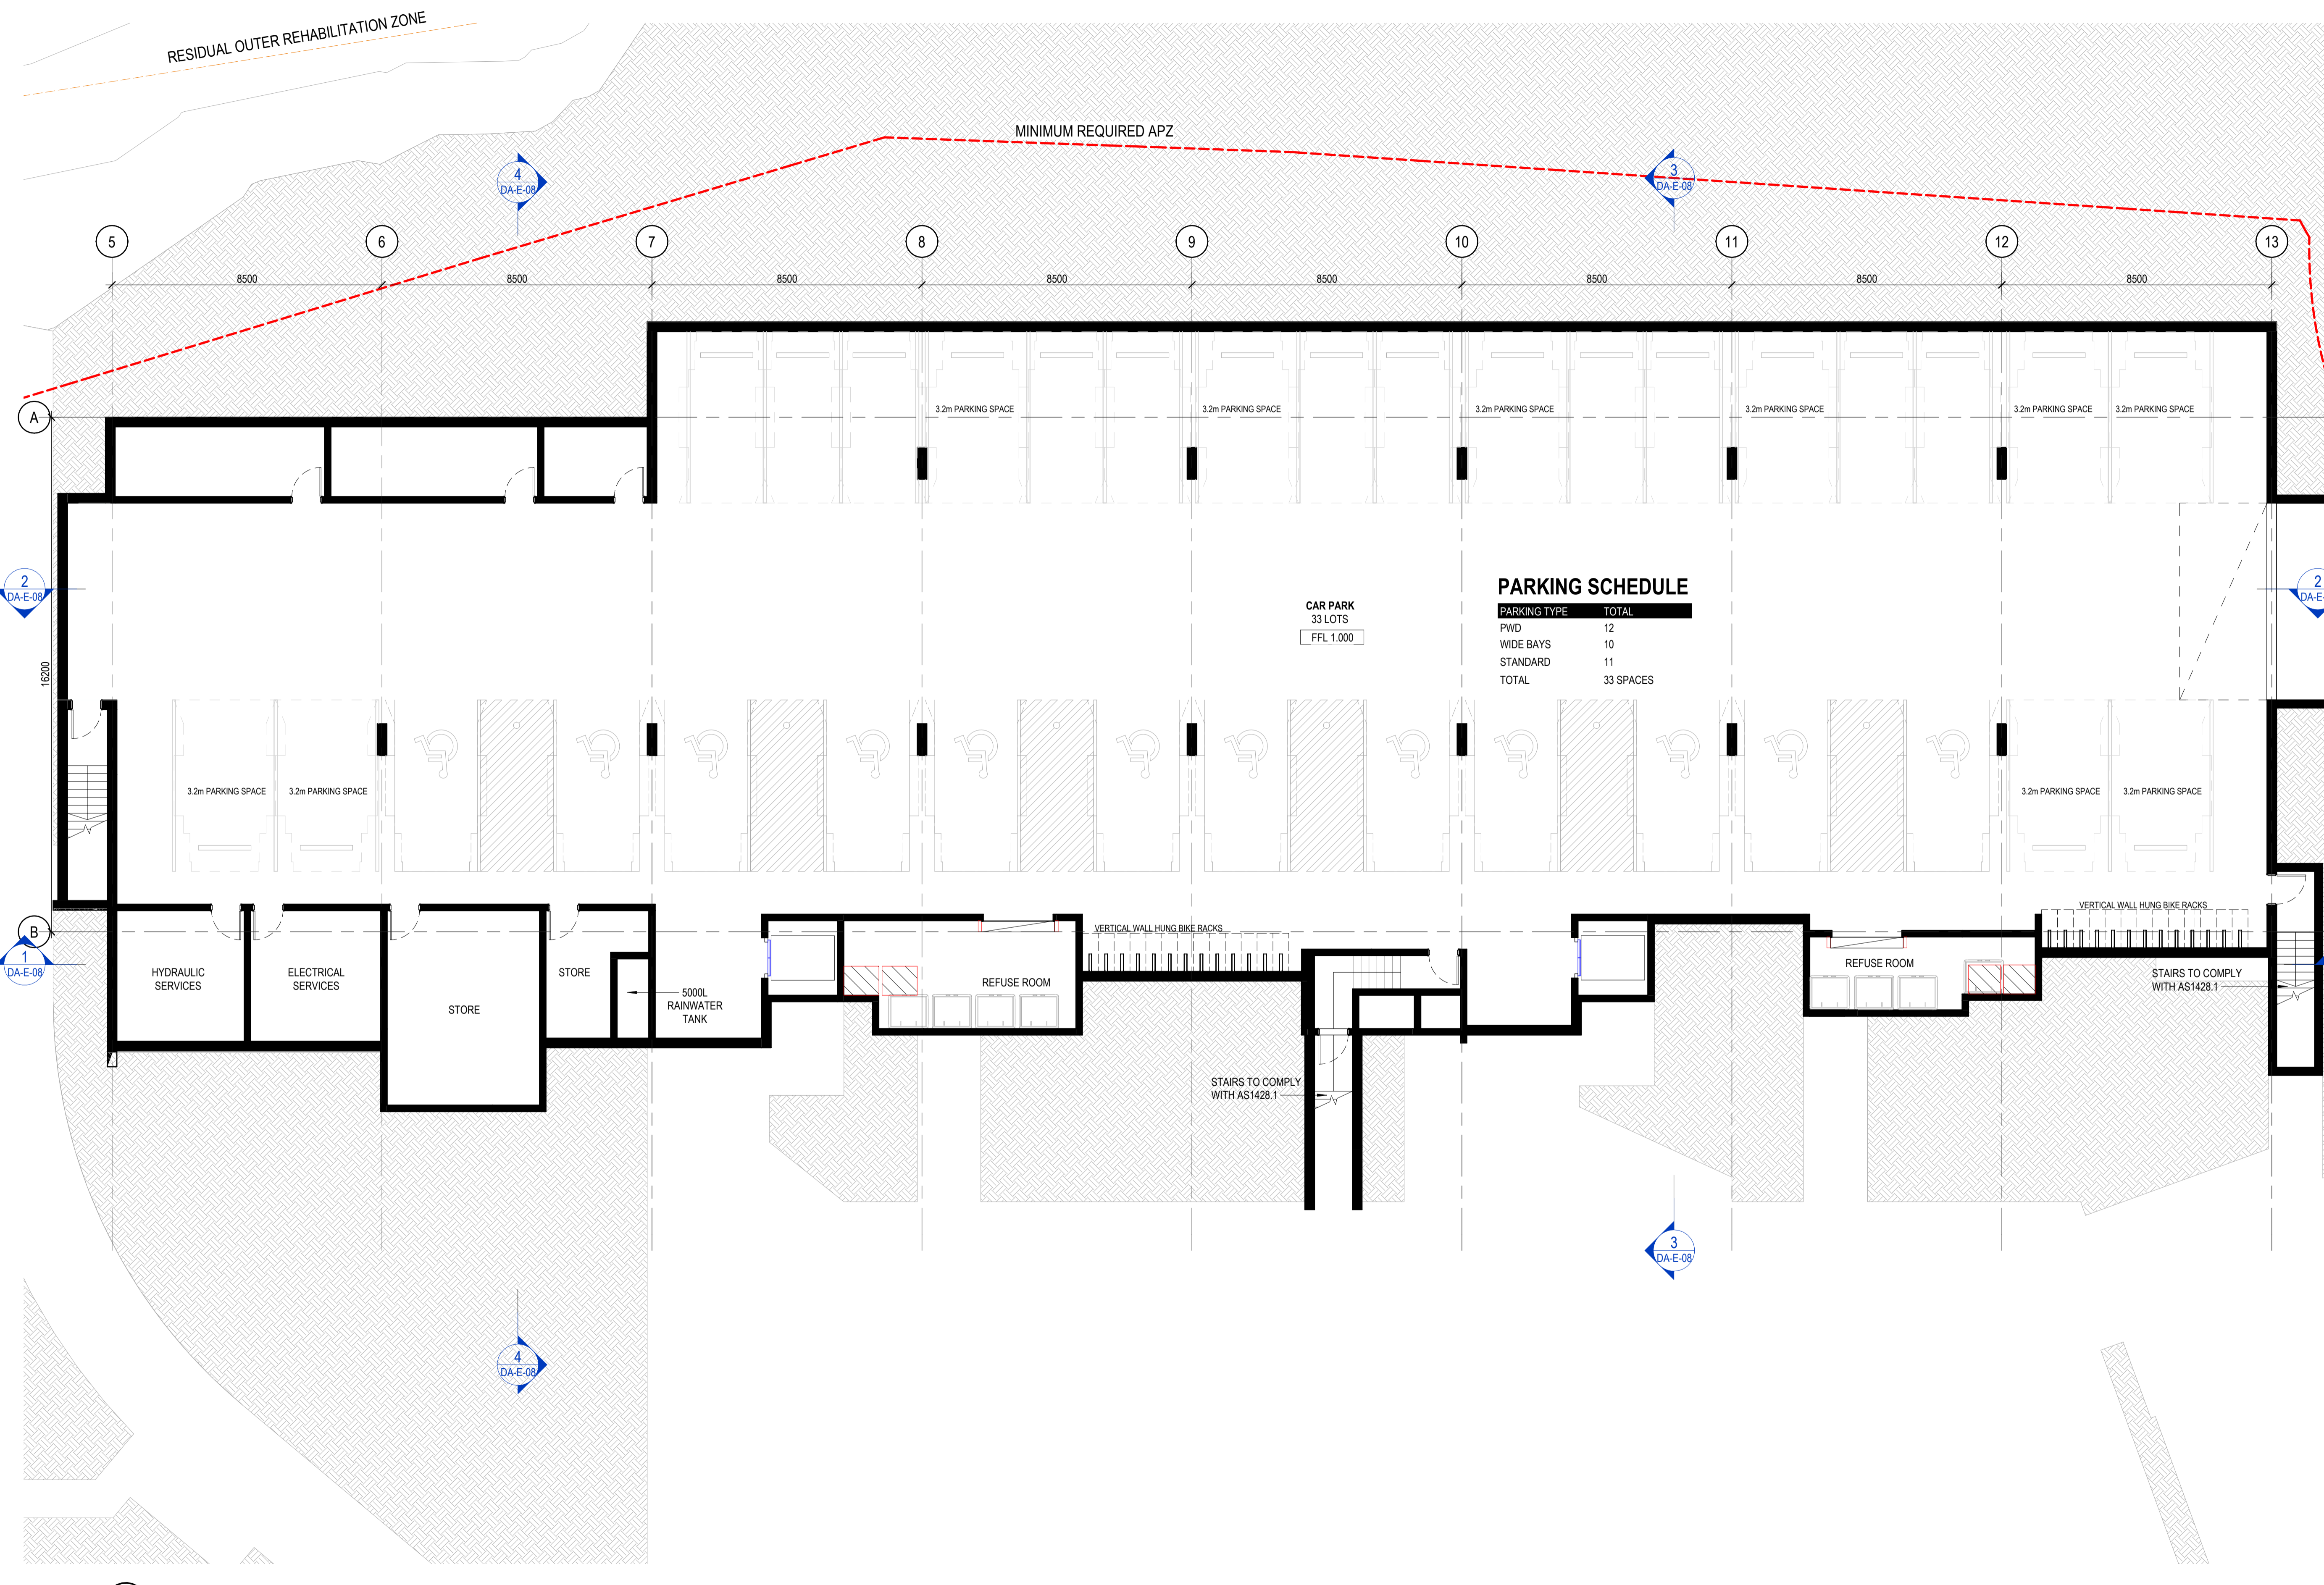 RESIDUAL OUTER REHABILITATION ZONE
MINIMUM REQUIRED APZ
4
DA-E-08
3
DA-E-08
5
6
7
8
9
10
11
12
13
8500
8500
8500
8500
8500
8500
8500
8500
A
3.2m PARKING SPACE
3.2m PARKING SPACE
3.2m PARKING SPACE
3.2m PARKING SPACE
3.2m PARKING SPACE
3.2m PARKING SPACE
2
DA-E-08
2
DA-E-
16200
CAR PARK
33 LOTS
FFL 1.000
PARKING SCHEDULE
PARKING TYPE TOTAL
PWD 12
WIDE BAYS 10
STANDARD 11
TOTAL 33 SPACES
3.2m PARKING SPACE
3.2m PARKING SPACE
3.2m PARKING SPACE
3.2m PARKING SPACE
B
1
DA-E-08
HYDRAULIC
SERVICES
ELECTRICAL
SERVICES
STORE
STORE
5000L
RAINWATER
TANK
REFUSE ROOM
VERTICAL WALL HUNG BIKE RACKS
STAIRS TO COMPLY
WITH AS1428.1
REFUSE ROOM
VERTICAL WALL HUNG BIKE RACKS
STAIRS TO COMPLY
WITH AS1428.1
3
DA-E-08
4
DA-E-08